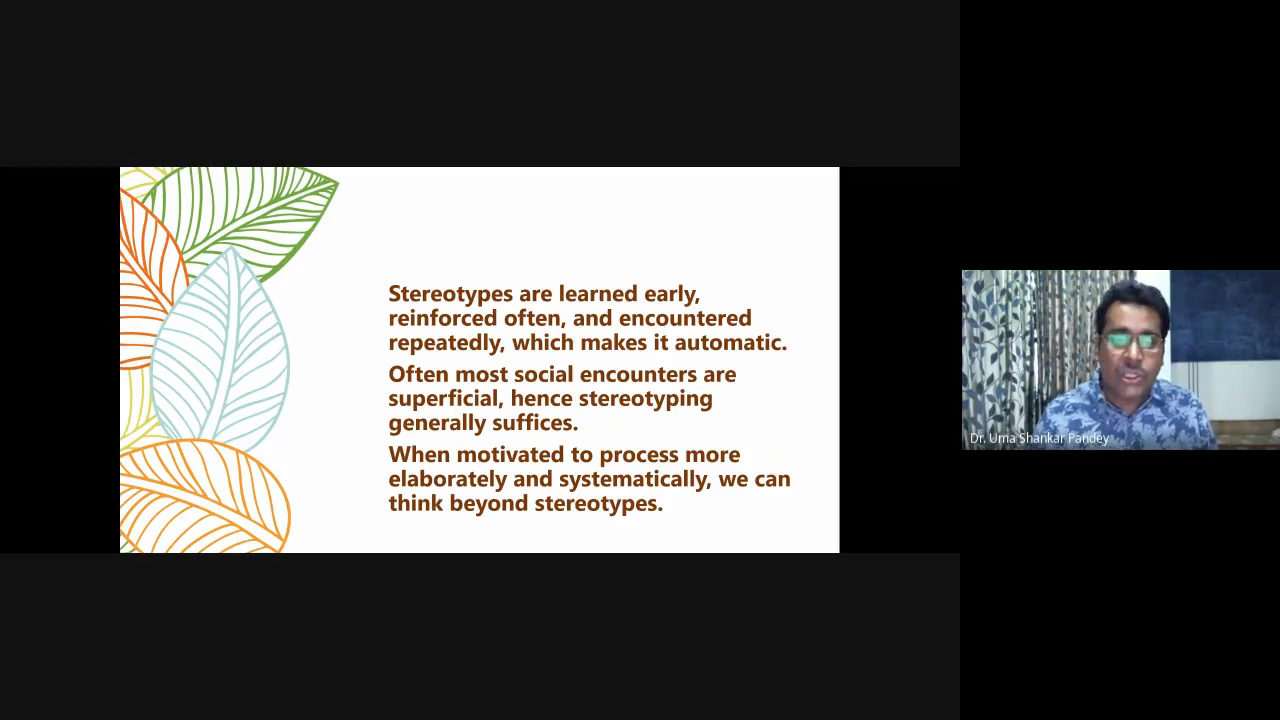 Stereotypes are learned early,
reinforced often, and encountered
repeatedly, which makes it automatic.
Often most social encounters are
superficial, hence stereotyping
generally suffices.
When motivated to process more
elaborately and systematically, we can
think beyond stereotypes.
Dr. Uma Shankar Pandey